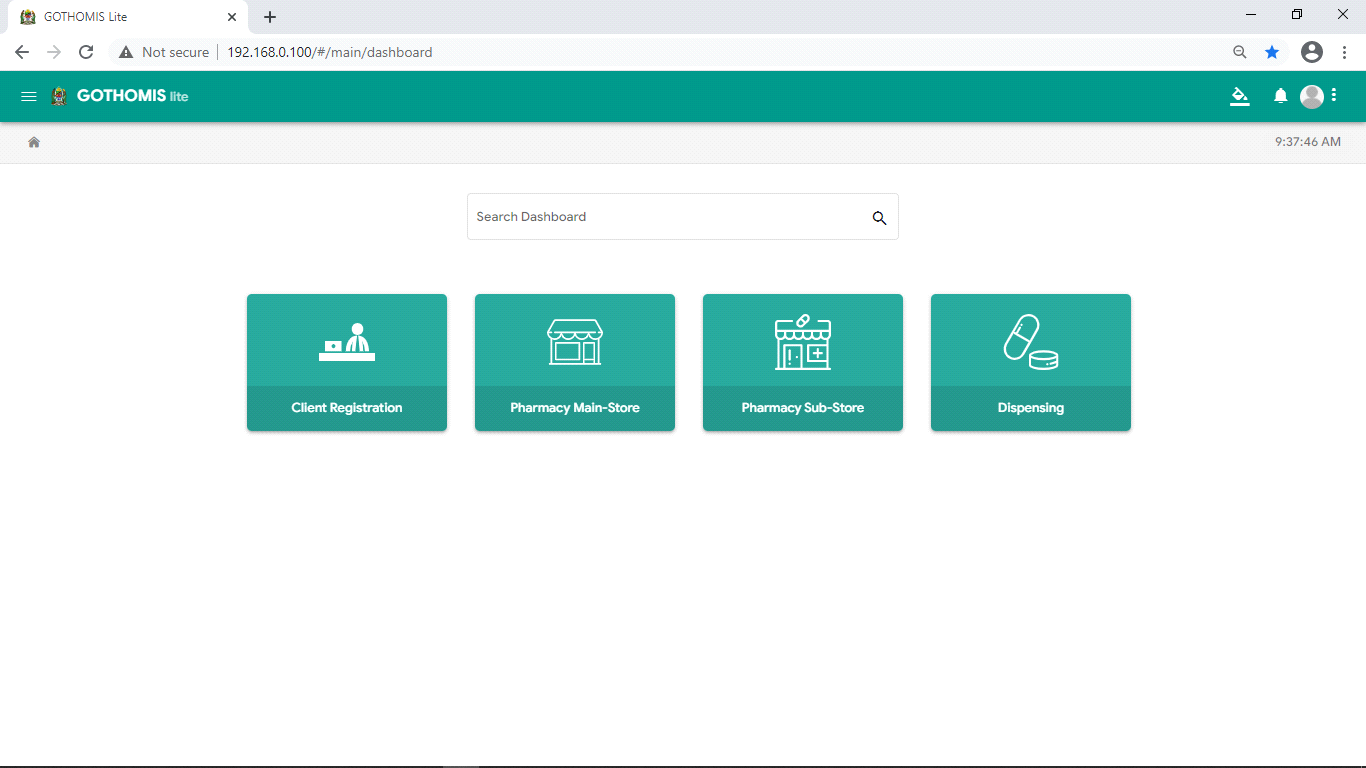 GOTHOMIS Lite
Not secure
192.168.0.100/#/main/dashboard
GOTHOMIS lite
9:37:46 AM
Search Dashboard
Client Registration
Pharmacy Main-Store
Pharmacy Sub-Store
Dispensing